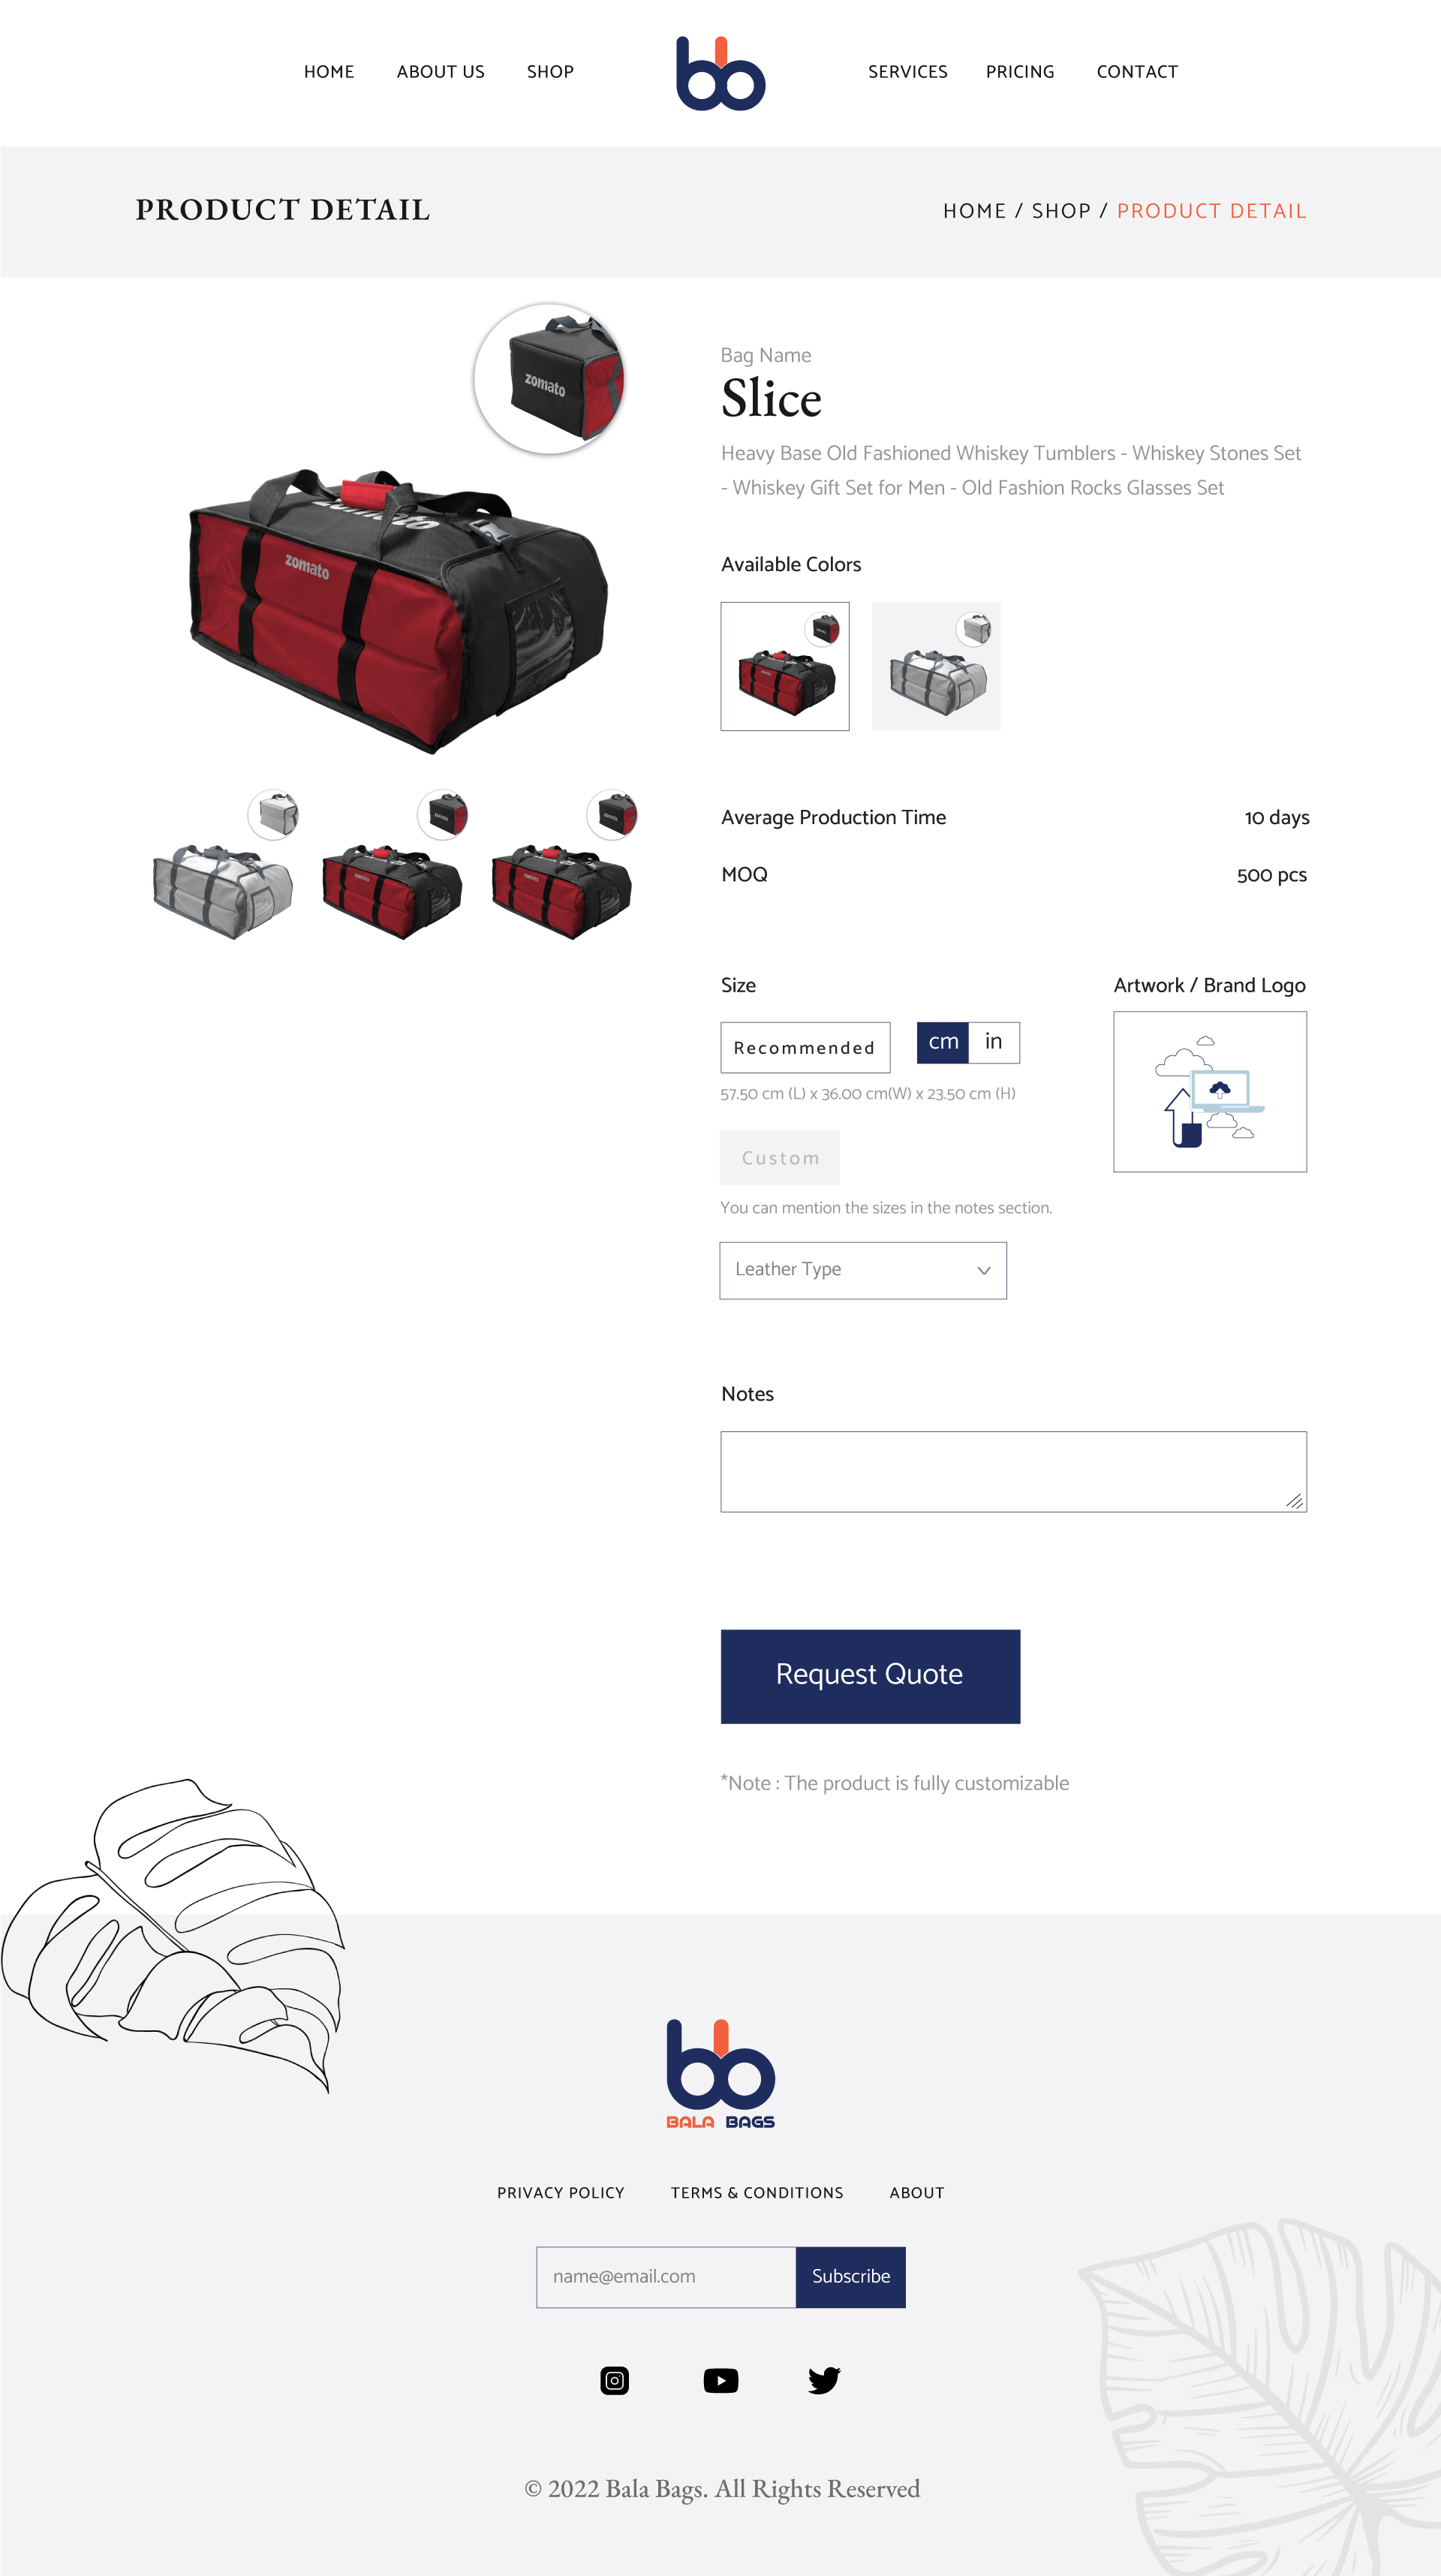 HOME ABOUT US SHOP SERVICES PRICING CONTACT
PRODUCT DETAIL
HOME / SHOP / PRODUCT DETAIL
zomato
zomato
zomato
Bag Name
Slice
Heavy Base Old Fashioned Whiskey Tumblers - Whiskey Stones Set
- Whiskey Gift Set for Men - Old Fashion Rocks Glasses Set
Available Colors
Average Production Time 10 days
MOQ 500 pcs
Size
Artwork / Brand Logo
Recommended
cm in
57.50 cm (L) x 36.00 cm(W) x 23.50 cm (H)
Custom
You can mention the sizes in the notes section.
Leather Type
Notes
Request Quote
*Note : The product is fully customizable
BALA BAGS
PRIVACY POLICY TERMS & CONDITIONS ABOUT
name@email.com Subscribe
© 2022 Bala Bags. All Rights Reserved